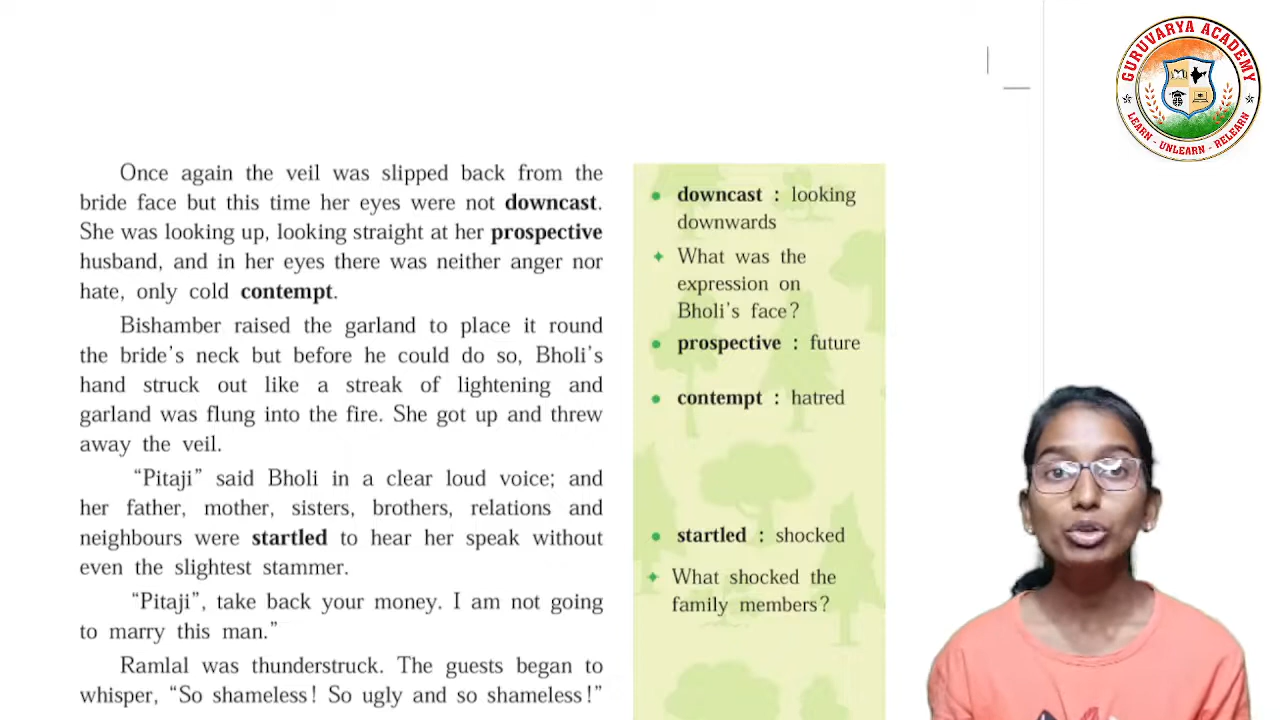 Once again the veil was slipped back from the
bride face but this time her eyes were not downcast.
She was looking up, looking straight at her prospective
husband, and in her eyes there was neither anger nor
hate, only cold contempt.
Bishamber raised the garland to place it round
the bride's neck but before he could do so, Bholi's
hand struck out like a streak of lightening and
garland was flung into the fire. She got up and threw
away the veil.
“Pitaji” said Bholi in a clear loud voice; and
her father, mother, sisters, brothers, relations and
neighbours were startled to hear her speak without
even the slightest stammer.
“Pitaji”, take back your money. I am not going
to marry this man.”
Ramlal was thunderstruck. The guests began to
whisper, “So shameless! So ugly and so shameless!”
• downcast : looking
downwards
✦ What was the
expression on
Bholi's face?
• prospective : future
• contempt : hatred
• startled : shocked
✦ What shocked the
family members?
GURUVARYA ACADEMY
LEARN - UNLEARN - RELEARN